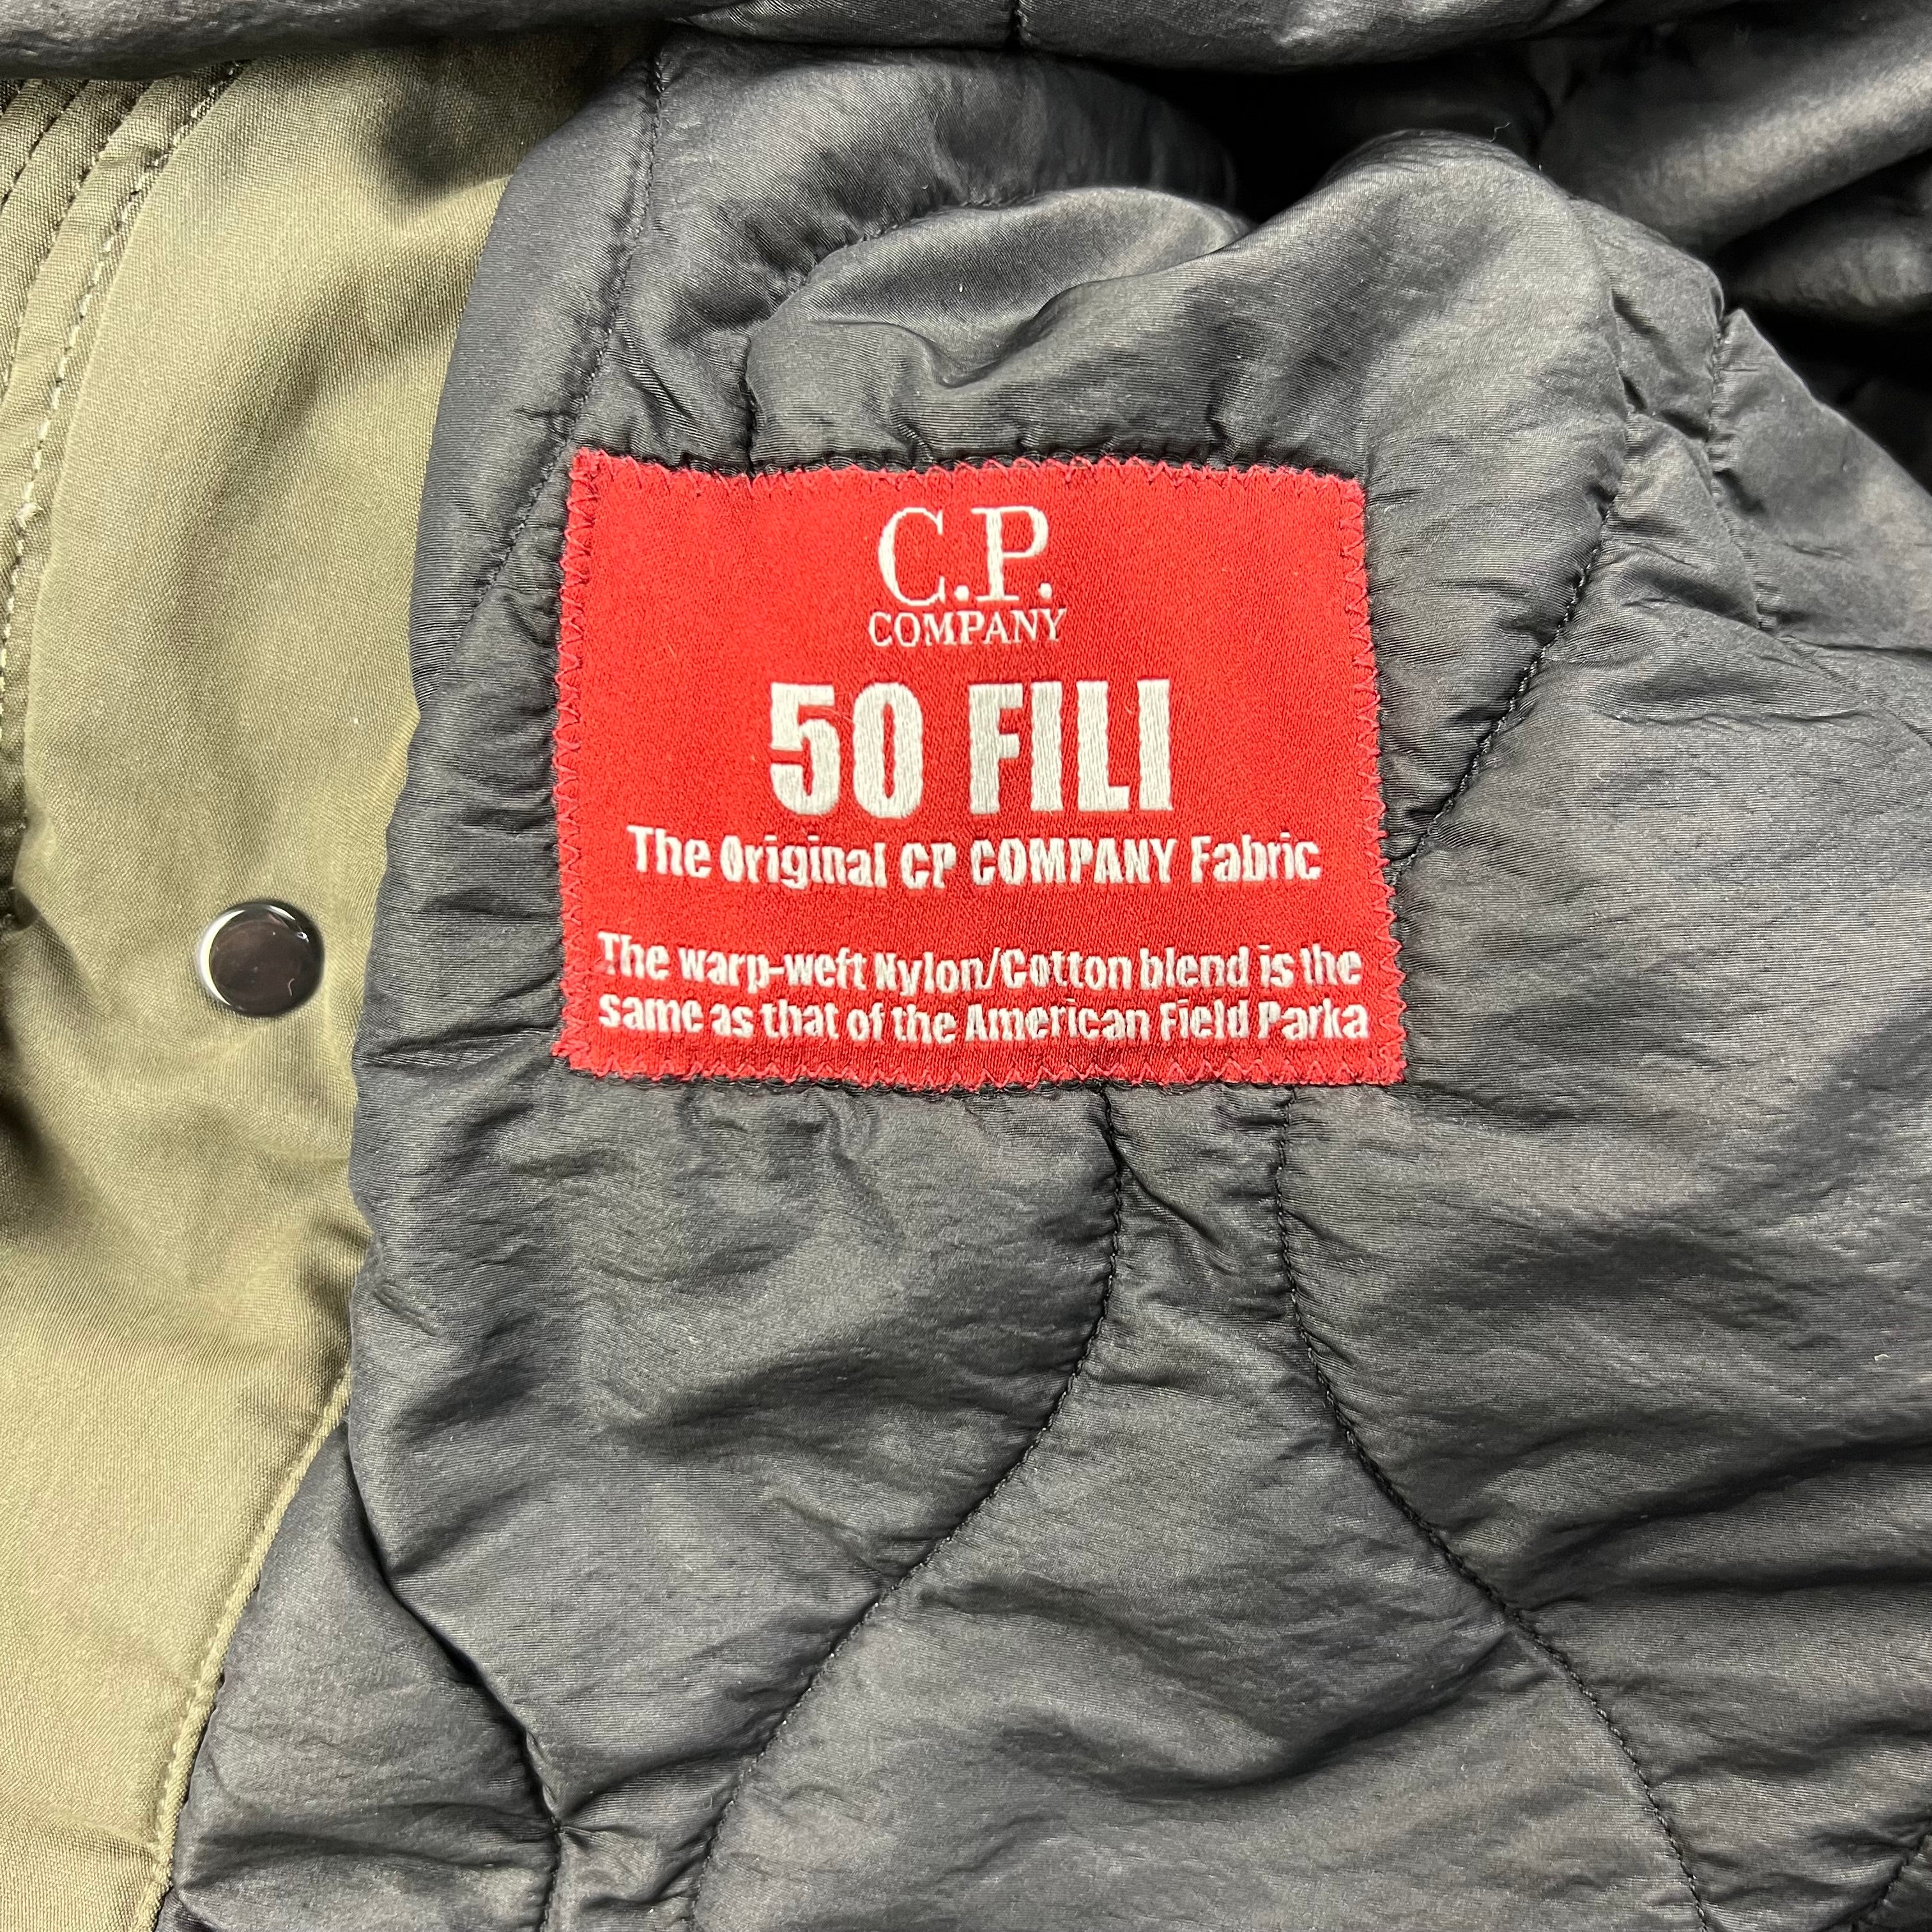 C.P.
COMPANY
50 FILI
The Original CP COMPANY Fabric
The warp-weft Nylon/Cotton blend is the
same as that of the American Field Parka